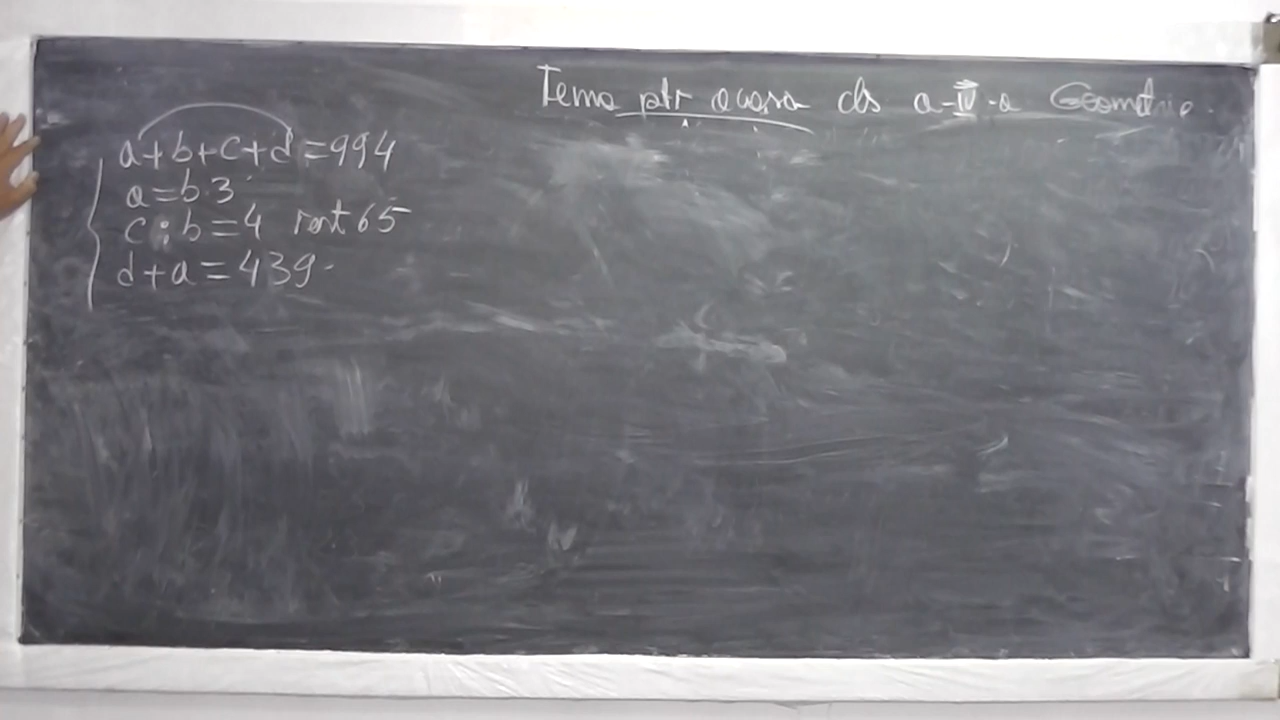 Tema ptr acasa cls a-IV-a Geometrie.
a+b+c+d=994
a=b·3
c:b=4 rest 65
d+a=439